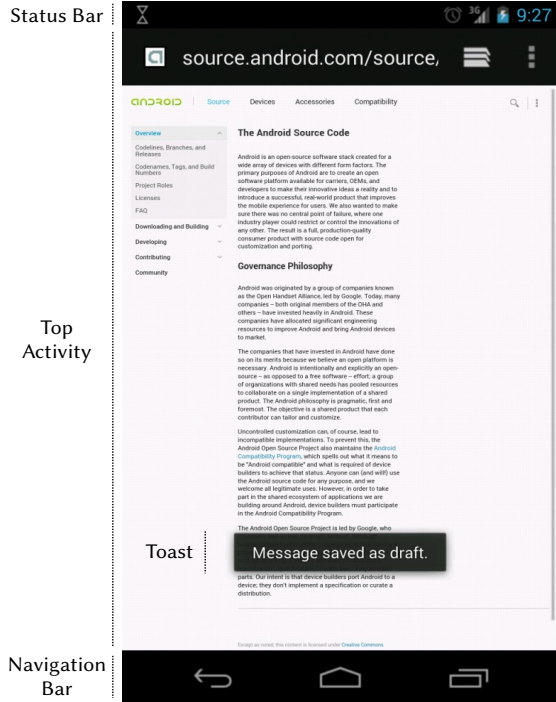 Status Bar
3G 9:27
source.android.com/source,
ANDROID Source Devices Accessories Compatibility
Overview
Codelines, Branches, and
Releases
Codenames, Tags, and Build
Numbers
Project Roles
Licenses
FAQ
Downloading and Building
Developing
Contributing
Community
The Android Source Code
Android is an open-source software stack created for a
wide array of devices with different form factors. The
primary purposes of Android are to create an open
software platform available for carriers, OEMs, and
developers to make their innovative ideas a reality and to
introduce a successful, real-world product that improves
the mobile experience for users. We also wanted to make
sure there was no central point of failure, where one
industry player could restrict or control the innovations of
any other. The result is a full, production-quality
consumer product with source code open for
customization and porting.
Governance Philosophy
Android was originated by a group of companies known
as the Open Handset Alliance, led by Google. Today, many
companies – both original members of the OHA and
others – have invested heavily in Android. These
companies have allocated significant engineering
resources to improve Android and bring Android devices
to market.
The companies that have invested in Android have done
so on its merits because we believe an open platform is
necessary. Android is intentionally and explicitly an open-
source – as opposed to a free software – effort; a group
of organizations with shared needs has pooled resources
to collaborate on a single implementation of a shared
product. The Android philosophy is pragmatic, first and
foremost. The objective is a shared product that each
contributor can tailor and customize.
Uncontrolled customization can, of course, lead to
incompatible implementations. To prevent this, the
Android Open Source Project also maintains the Android
Compatibility Program, which spells out what it means to
be "Android compatible" and what is required of device
builders to achieve that status. Anyone can (and will!) use
the Android source code for any purpose, and we
welcome all legitimate uses. However, in order to take
part in the shared ecosystem of applications we are
building around Android, device builders must participate
in the Android Compatibility Program.
The Android Open Source Project is led by Google, who
Top
Activity
Toast
Message saved as draft.
parts. Our intent is that device builders port Android to a
device; they don't implement a specification or curate a
distribution.
Except as noted, this content is licensed under Creative Commons
Navigation
Bar